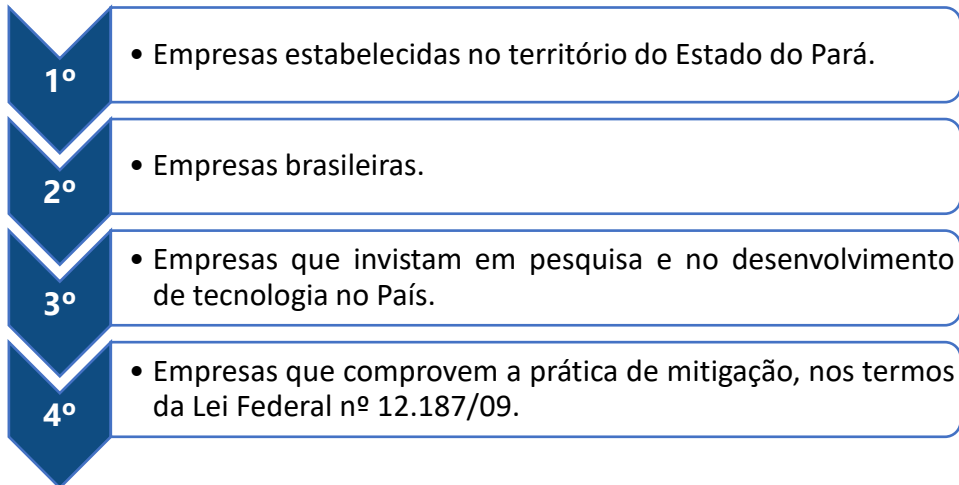 1º
• Empresas estabelecidas no território do Estado do Pará.
2º
• Empresas brasileiras.
3º
• Empresas que invistam em pesquisa e no desenvolvimento
de tecnologia no País.
4º
• Empresas que comprovem a prática de mitigação, nos termos
da Lei Federal nº 12.187/09.